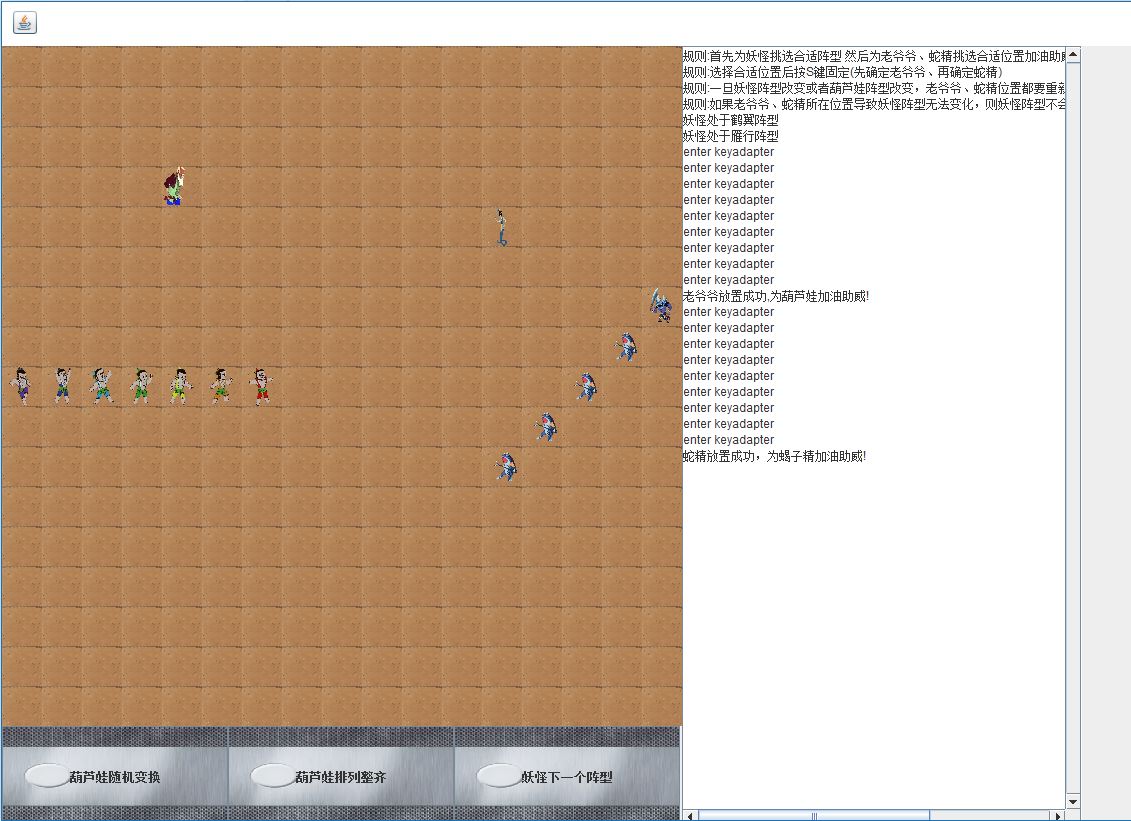 规则:首先为妖怪挑选合适阵型 然后为老爷爷、蛇精挑选合适位置加油助
规则:选择合适位置后按S键固定(先确定老爷爷、再确定蛇精)
规则:一旦妖怪阵型改变或者葫芦娃阵型改变，老爷爷、蛇精位置都要重
规则:如果老爷爷、蛇精所在位置导致妖怪阵型无法变化，则妖怪阵型不会
妖怪处于鹤翼阵型
妖怪处于雁行阵型
enter keyadapter
enter keyadapter
enter keyadapter
enter keyadapter
enter keyadapter
enter keyadapter
enter keyadapter
enter keyadapter
enter keyadapter
老爷爷放置成功,为葫芦娃加油助威!
enter keyadapter
enter keyadapter
enter keyadapter
enter keyadapter
enter keyadapter
enter keyadapter
enter keyadapter
enter keyadapter
enter keyadapter
蛇精放置成功，为蝎子精加油助威!
葫芦娃随机变换
葫芦娃排列整齐
妖怪下一个阵型